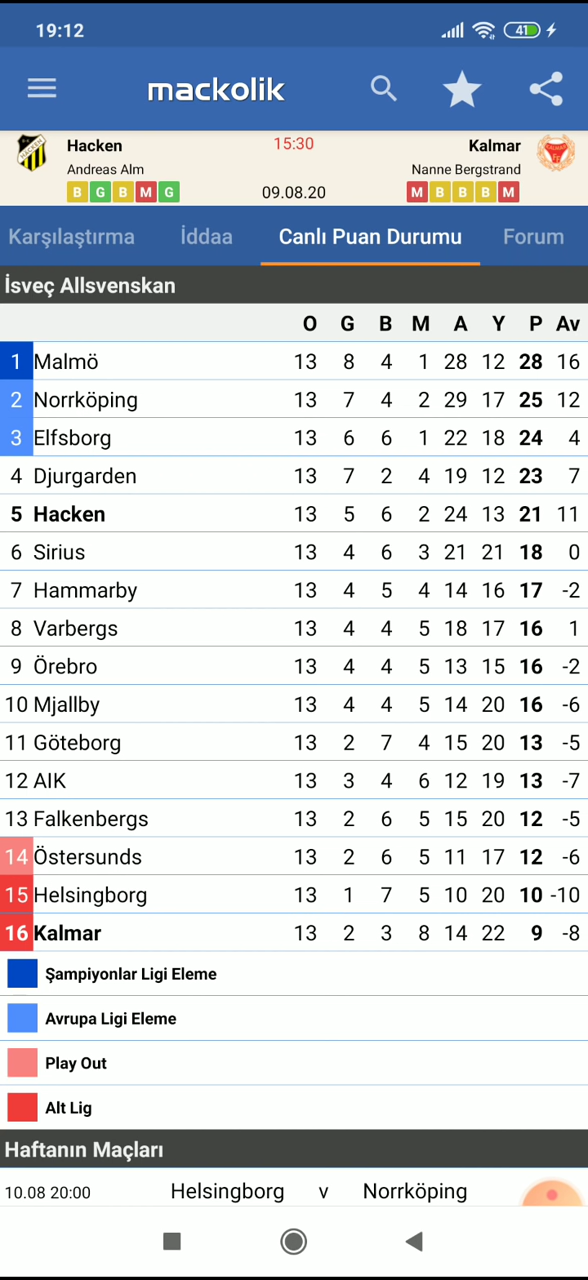 19:12
41
mackolik
Hacken 15:30 Kalmar
Andreas Alm Nanne Bergstrand
B G B M G 09.08.20 M B B B M
Karşılaştırma İddaa Canlı Puan Durumu Forum
İsveç Allsvenskan
O G B M A Y P Av
1 Malmö 13 8 4 1 28 12 28 16
2 Norrköping 13 7 4 2 29 17 25 12
3 Elfsborg 13 6 6 1 22 18 24 4
4 Djurgarden 13 7 2 4 19 12 23 7
5 Hacken 13 5 6 2 24 13 21 11
6 Sirius 13 4 6 3 21 21 18 0
7 Hammarby 13 4 5 4 14 16 17 -2
8 Varbergs 13 4 4 5 18 17 16 1
9 Örebro 13 4 4 5 13 15 16 -2
10 Mjallby 13 4 4 5 14 20 16 -6
11 Göteborg 13 2 7 4 15 20 13 -5
12 AIK 13 3 4 6 12 19 13 -7
13 Falkenbergs 13 2 6 5 15 20 12 -5
14 Östersunds 13 2 6 5 11 17 12 -6
15 Helsingborg 13 1 7 5 10 20 10 -10
16 Kalmar 13 2 3 8 14 22 9 -8
Şampiyonlar Ligi Eleme
Avrupa Ligi Eleme
Play Out
Alt Lig
Haftanın Maçları
10.08 20:00 Helsingborg v Norrköping